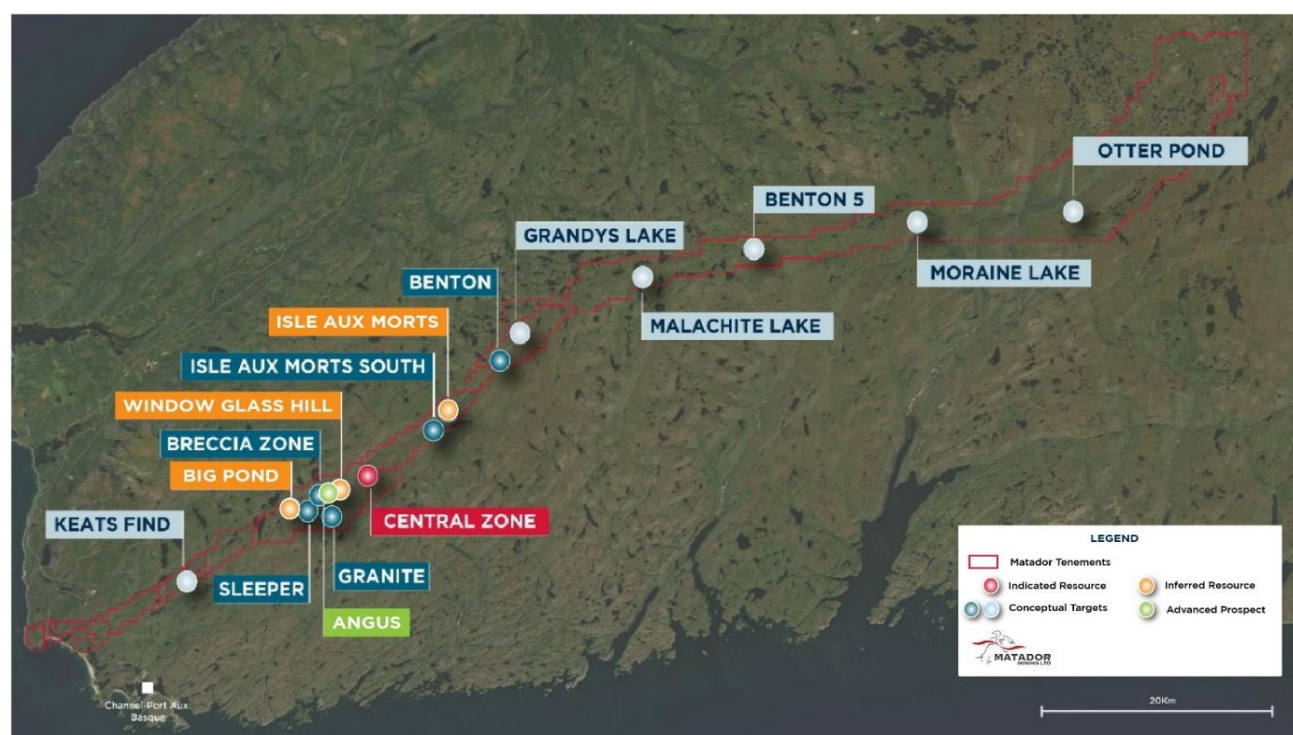 OTTER POND
BENTON 5
GRANDYS LAKE
MORAINE LAKE
BENTON
ISLE AUX MORTS
MALACHITE LAKE
ISLE AUX MORTS SOUTH
WINDOW GLASS HILL
BRECCIA ZONE
BIG POND
KEATS FIND
CENTRAL ZONE
SLEEPER
GRANITE
ANGUS
LEGEND
Matador Tenements
Indicated Resource
Inferred Resource
Conceptual Targets
Advanced Prospect
MATADOR
MINING LTD
Channel-Port Aux
Basque
20Km